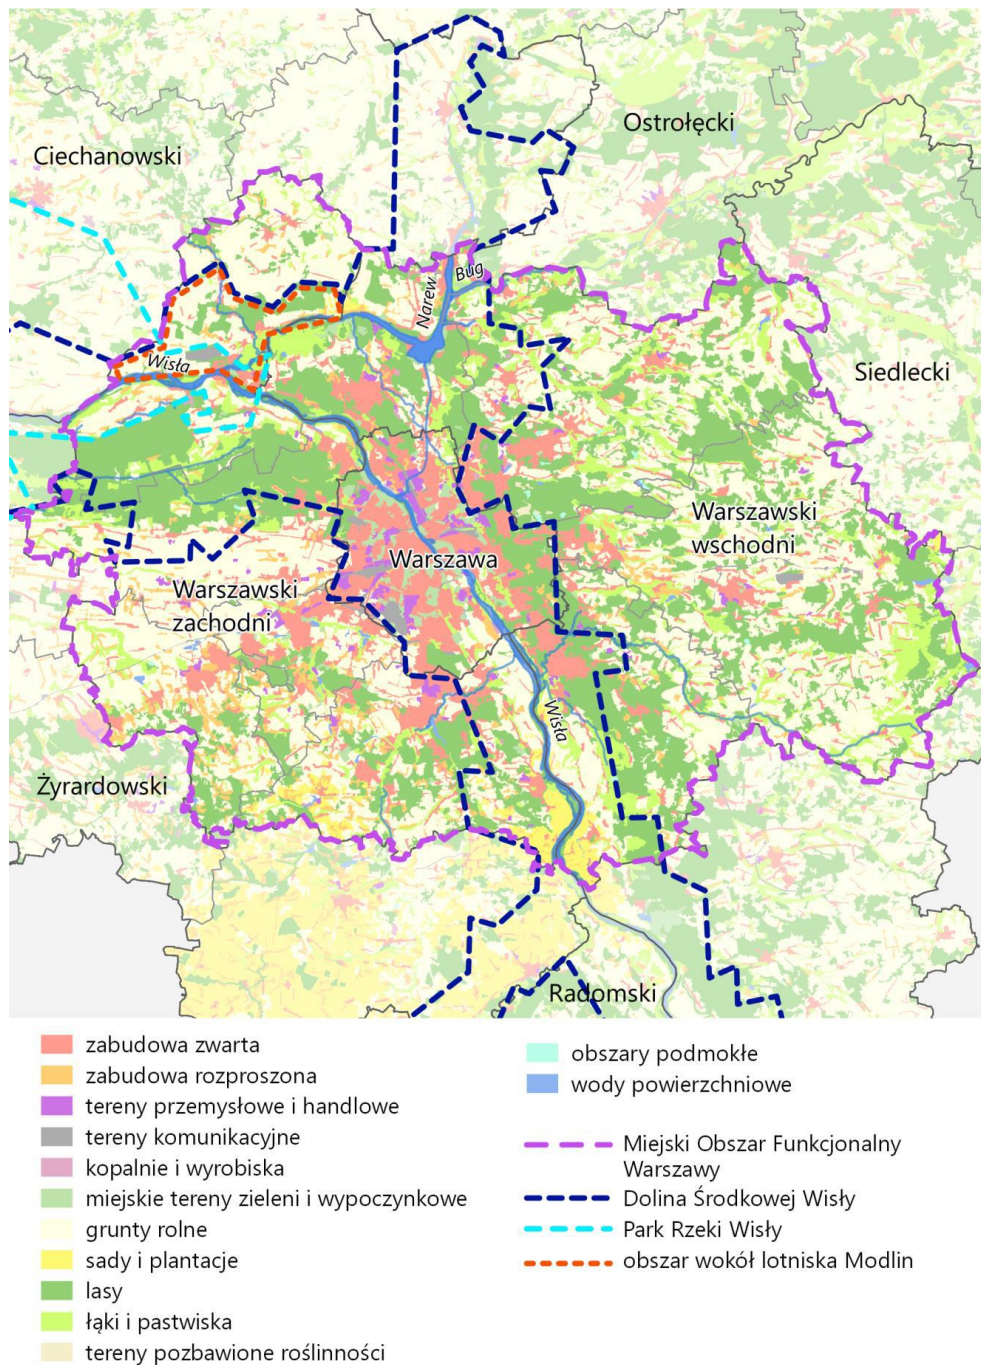 Ostrołęcki
Ciechanowski
Bug
Narew
Wisła
Siedlecki
Warszawski
wschodni
Warszawa
Warszawski
zachodni
Wisła
Żyrardowski
Radomski
zabudowa zwarta
zabudowa rozproszona
tereny przemysłowe i handlowe
tereny komunikacyjne
kopalnie i wyrobiska
miejskie tereny zieleni i wypoczynkowe
grunty rolne
sady i plantacje
lasy
łąki i pastwiska
tereny pozbawione roślinności
obszary podmokłe
wody powierzchniowe
Miejski Obszar Funkcjonalny
Warszawy
Dolina Środkowej Wisły
Park Rzeki Wisły
obszar wokół lotniska Modlin